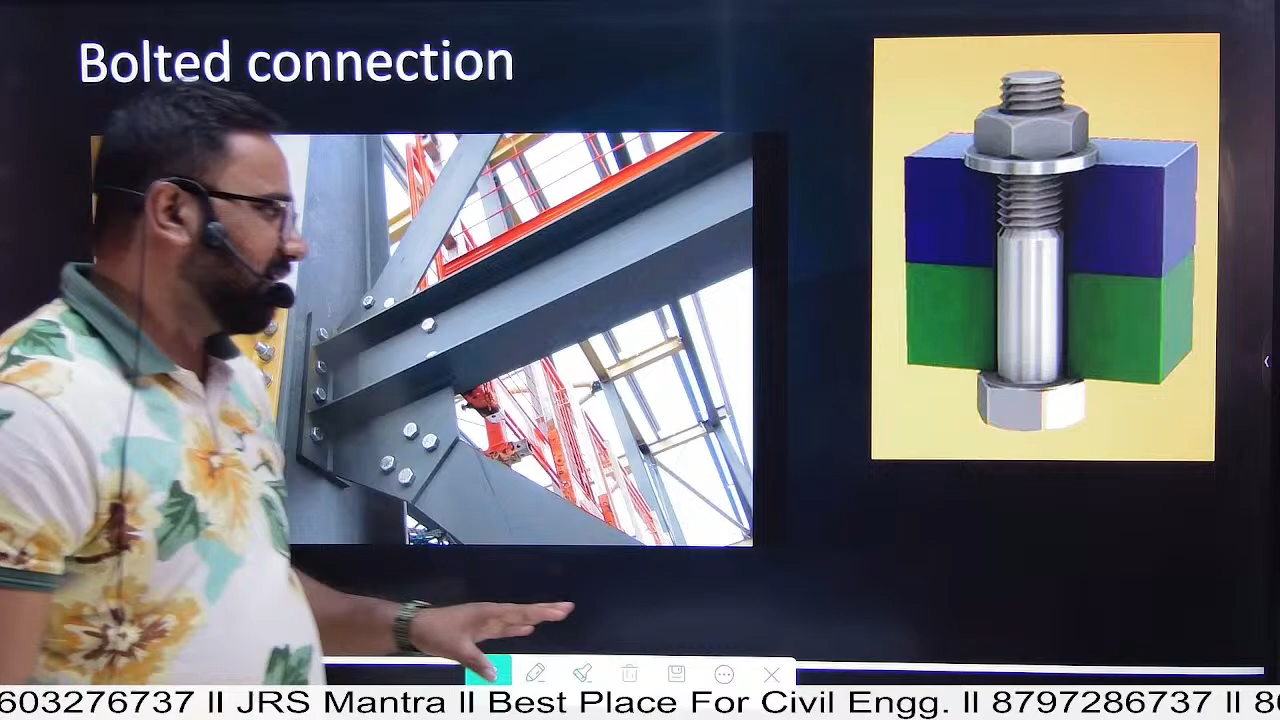 Bolted connection
603276737 II JRS Mantra II Best Place For Civil Engg. II 8797286737 II 8